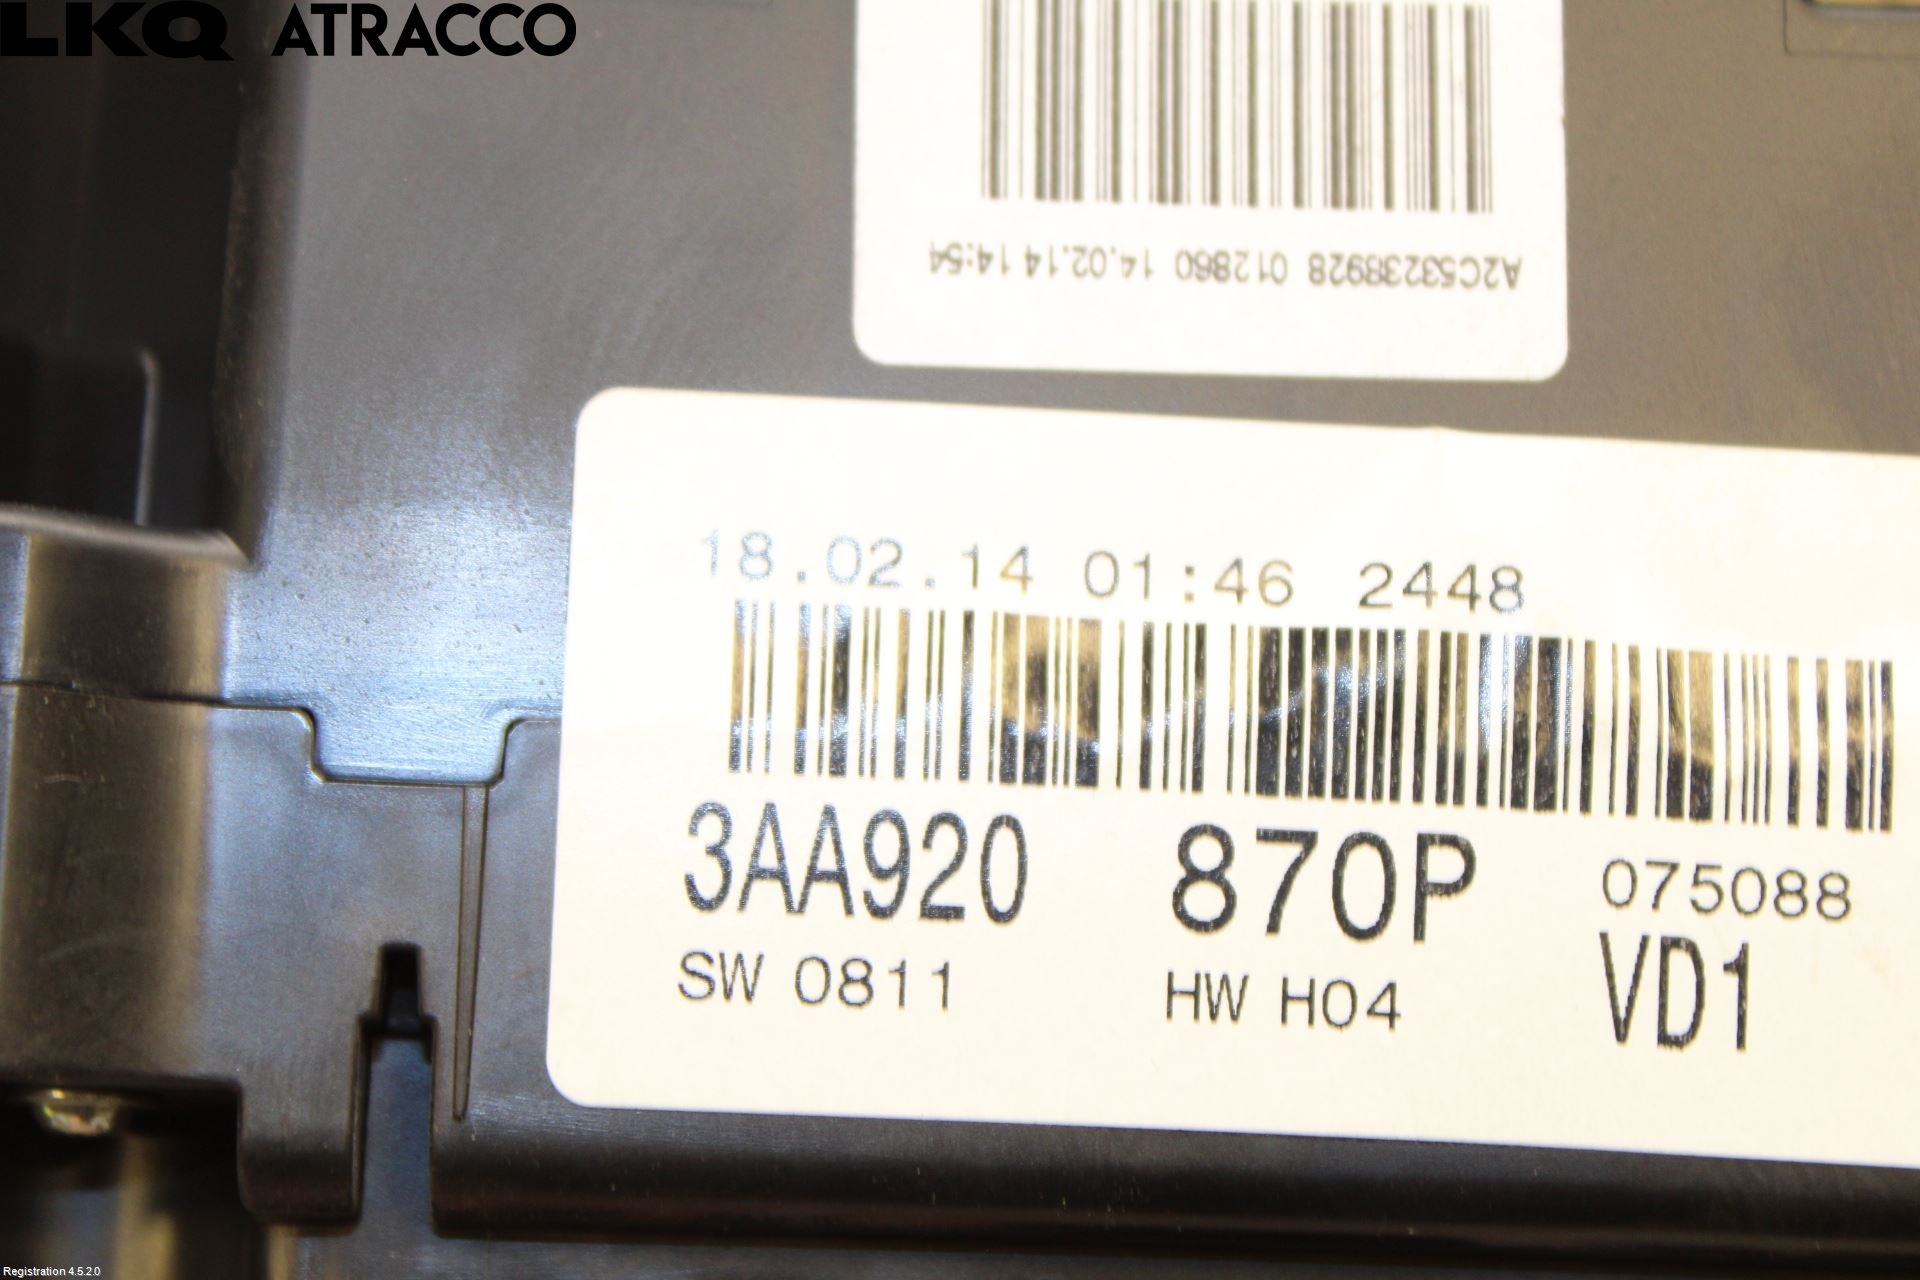 LKQ ATRACCO
A2C53238928 012860 14.02.14 14:54
18.02.14 01:46 2448
3AA920 870P 075088
SW 0811 HW H04 VD1
Registration 4.5.2.0